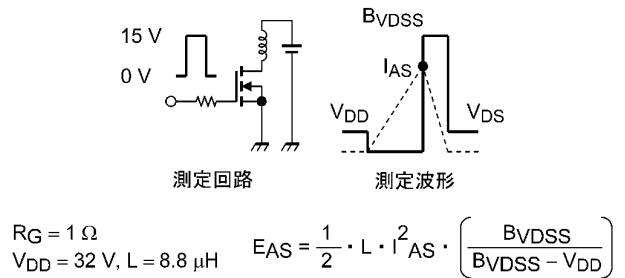 15 V
0 V
BVDSS
IAS
VDD
VDS
測定回路
測定波形
RG = 1 Ω
VDD = 32 V, L = 8.8 μH
EAS = 1/2 · L · I²AS · (BVDSS / (BVDSS − VDD))